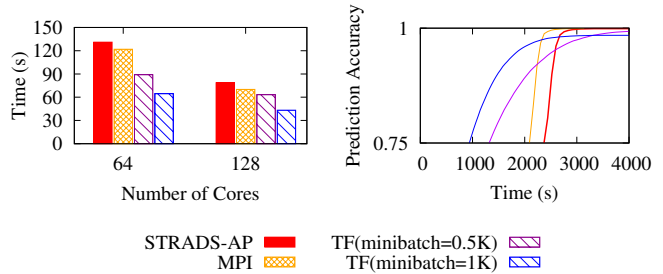 150
120
90
60
30
0
Time (s)
64
128
Number of Cores
1
0.75
Prediction Accuracy
0
1000
2000
3000
4000
Time (s)
STRADS-AP
MPI
TF(minibatch=0.5K)
TF(minibatch=1K)